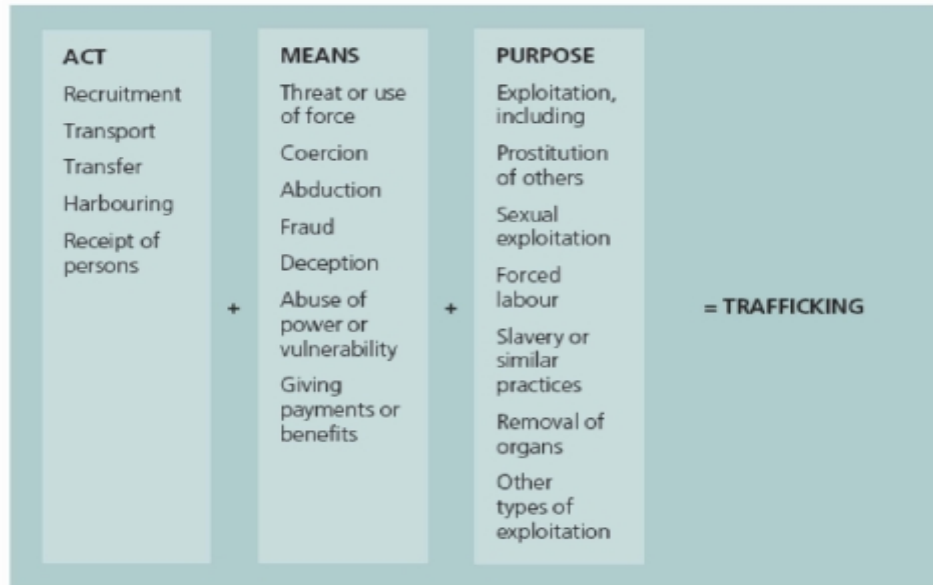 ACT
Recruitment
Transport
Transfer
Harbouring
Receipt of
persons
+
MEANS
Threat or use
of force
Coercion
Abduction
Fraud
Deception
Abuse of
power or
vulnerability
Giving
payments or
benefits
+
PURPOSE
Exploitation,
including
Prostitution
of others
Sexual
exploitation
Forced
labour
Slavery or
similar
practices
Removal of
organs
Other
types of
exploitation
= TRAFFICKING